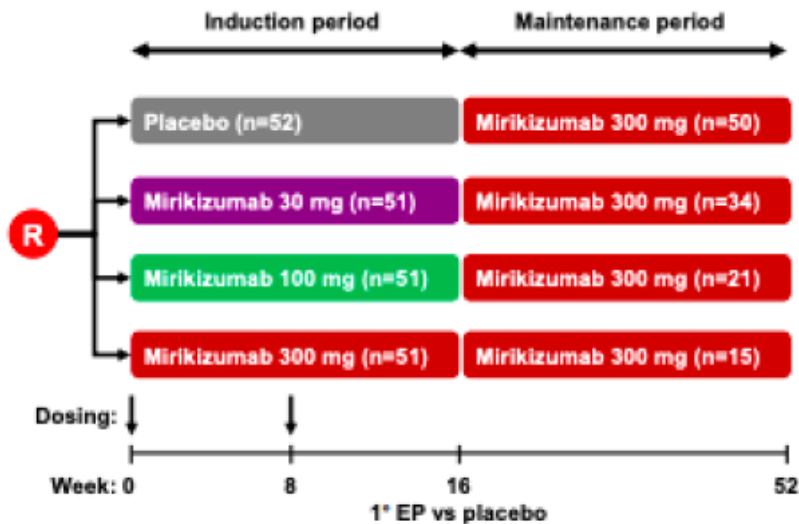 Induction period Maintenance period
Placebo (n=52) Mirikizumab 300 mg (n=50)
Mirikizumab 30 mg (n=51) Mirikizumab 300 mg (n=34)
R
Mirikizumab 100 mg (n=51) Mirikizumab 300 mg (n=21)
Mirikizumab 300 mg (n=51) Mirikizumab 300 mg (n=15)
Dosing:
Week: 0 8 16 52
1° EP vs placebo